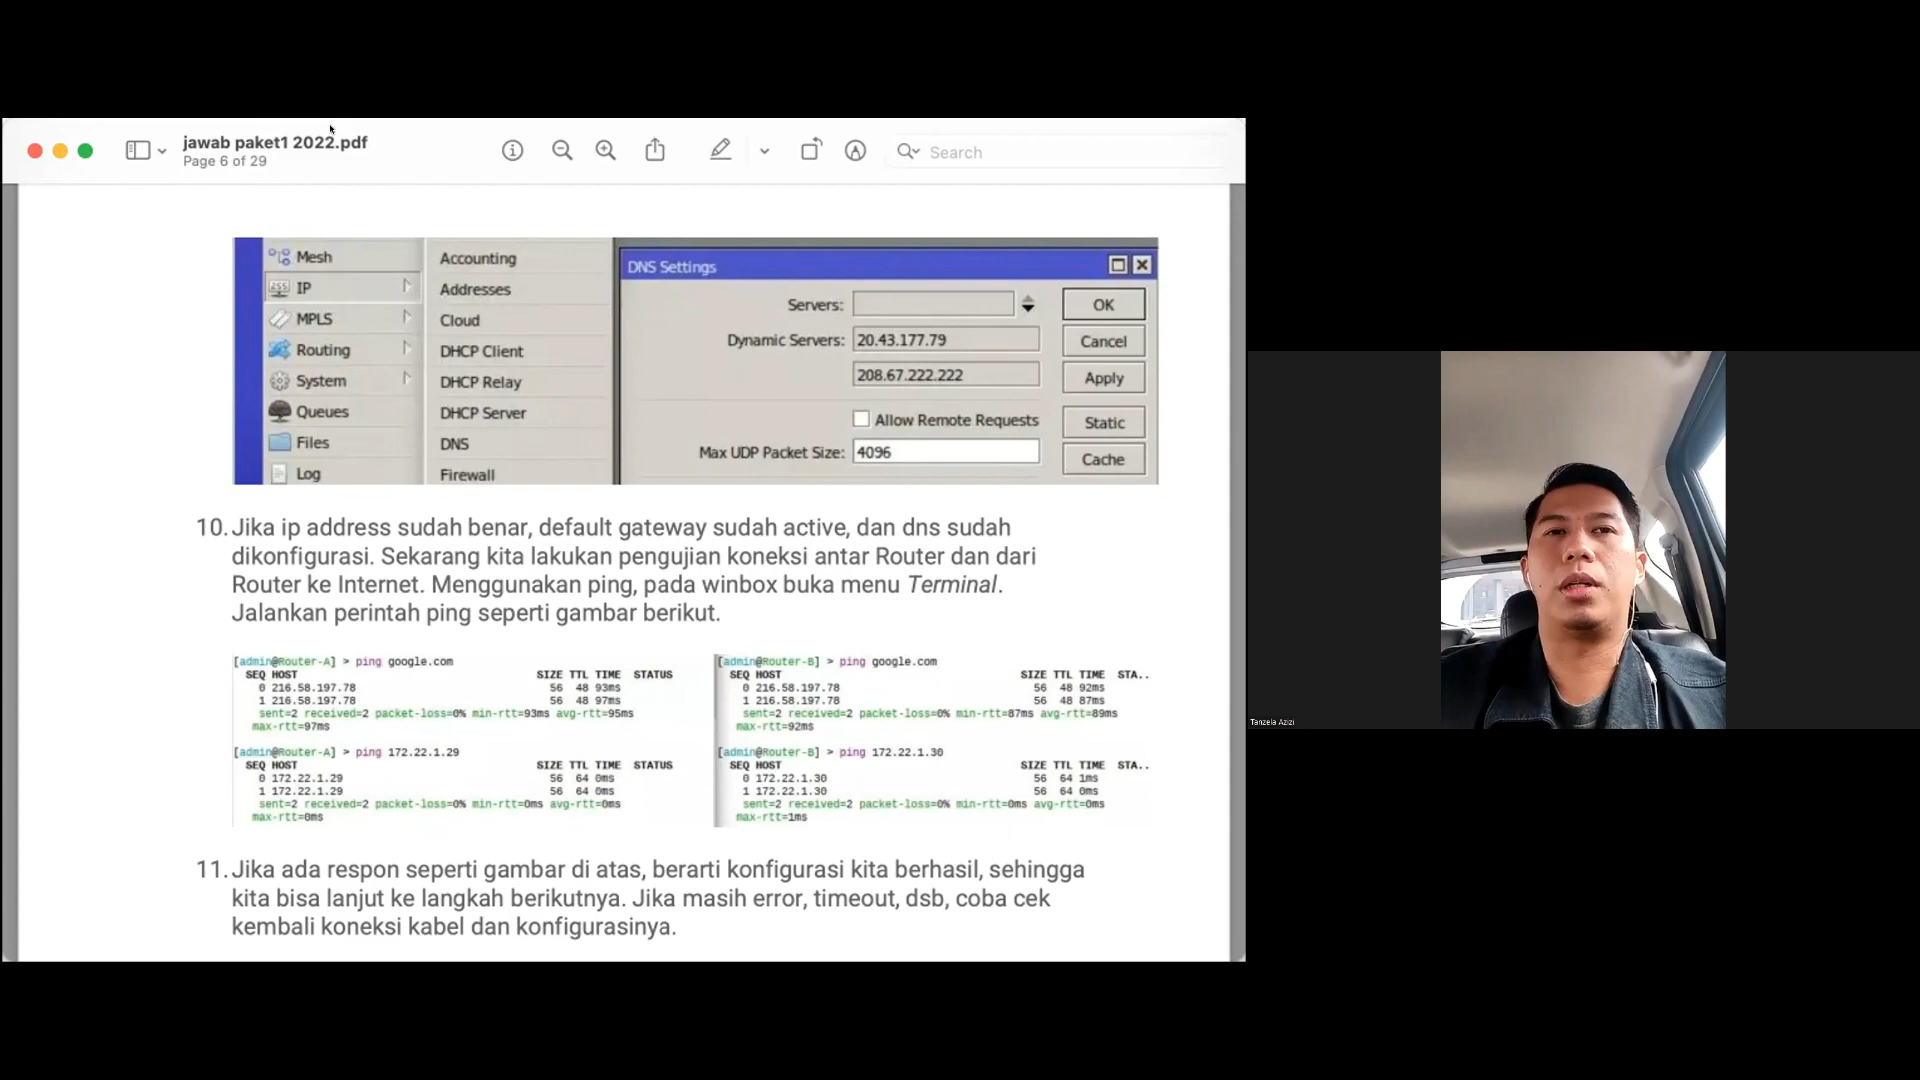 jawab paket1 2022.pdf
Page 6 of 29
Search
Mesh
IP
MPLS
Routing
System
Queues
Files
Log
Accounting
Addresses
Cloud
DHCP Client
DHCP Relay
DHCP Server
DNS
Firewall
DNS Settings
Servers:
Dynamic Servers: 20.43.177.79
208.67.222.222
Allow Remote Requests
Max UDP Packet Size: 4096
OK
Cancel
Apply
Static
Cache
10. Jika ip address sudah benar, default gateway sudah active, dan dns sudah
dikonfigurasi. Sekarang kita lakukan pengujian koneksi antar Router dan dari
Router ke Internet. Menggunakan ping, pada winbox buka menu Terminal.
Jalankan perintah ping seperti gambar berikut.
[admin@Router-A] > ping google.com
SEQ HOST SIZE TTL TIME STATUS
0 216.58.197.78 56 48 93ms
1 216.58.197.78 56 48 97ms
sent=2 received=2 packet-loss=0% min-rtt=93ms avg-rtt=95ms
max-rtt=97ms
[admin@Router-A] > ping 172.22.1.29
SEQ HOST SIZE TTL TIME STATUS
0 172.22.1.29 56 64 0ms
1 172.22.1.29 56 64 0ms
sent=2 received=2 packet-loss=0% min-rtt=0ms avg-rtt=0ms
max-rtt=0ms
[admin@Router-B] > ping google.com
SEQ HOST SIZE TTL TIME STA..
0 216.58.197.78 56 48 92ms
1 216.58.197.78 56 48 87ms
sent=2 received=2 packet-loss=0% min-rtt=87ms avg-rtt=89ms
max-rtt=92ms
[admin@Router-B] > ping 172.22.1.30
SEQ HOST SIZE TTL TIME STA..
0 172.22.1.30 56 64 1ms
1 172.22.1.30 56 64 0ms
sent=2 received=2 packet-loss=0% min-rtt=0ms avg-rtt=0ms
max-rtt=1ms
11. Jika ada respon seperti gambar di atas, berarti konfigurasi kita berhasil, sehingga
kita bisa lanjut ke langkah berikutnya. Jika masih error, timeout, dsb, coba cek
kembali koneksi kabel dan konfigurasinya.
Tanzela Azizi